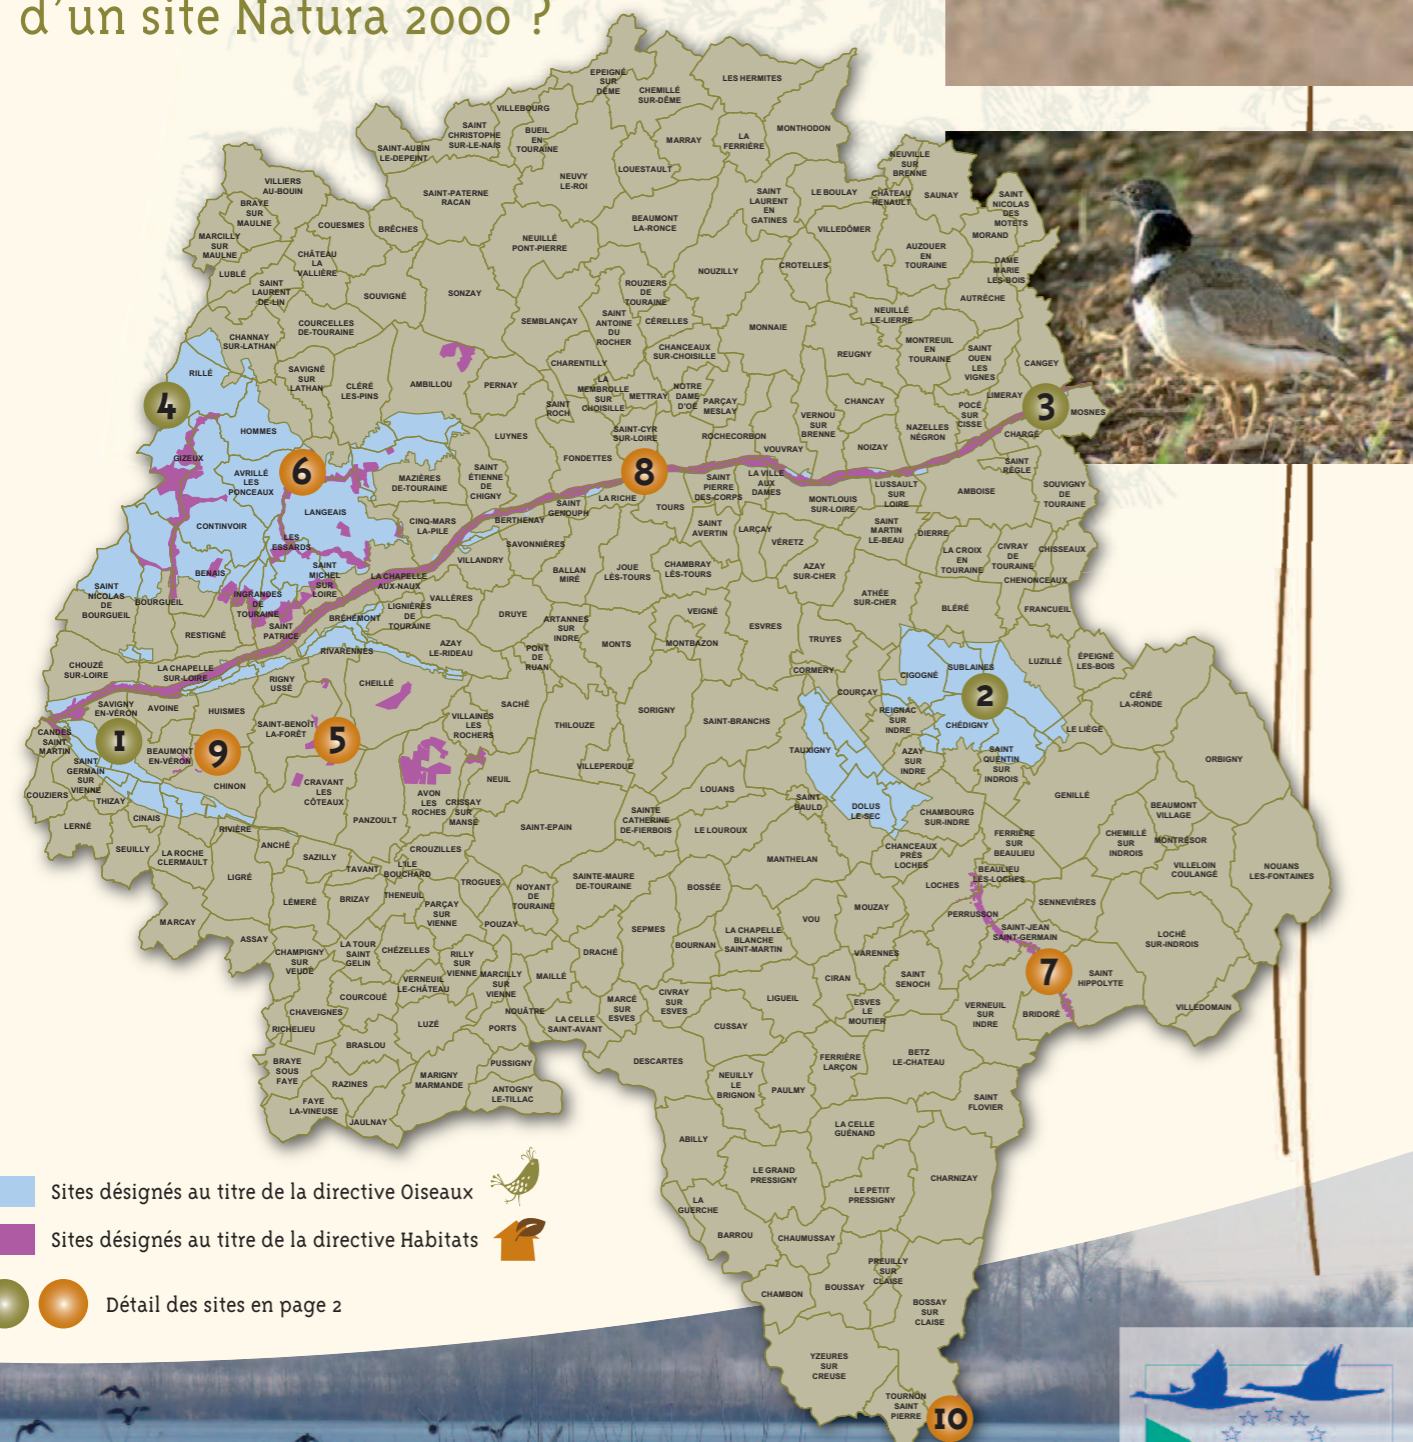 d'un site Natura 2000 ?
EPEIGNÉ
SUR
DÊME
CHEMILLÉ
SUR-DÊME
LES HERMITES
VILLEBOURG
SAINT
CHRISTOPHE
SUR-LE-NAIS
BUEIL
EN
TOURAINE
SAINT-AUBIN
LE-DEPEINT
MARRAY
LA
FERRIÈRE
MONTHODON
LOUESTAULT
NEUVY
LE-ROI
NEUVILLE
SUR
BRENNE
VILLIERS
AU-BOUIN
SAINT-PATERNE
RACAN
BRAYE
SUR
MAULNE
SAINT
LAURENT
EN
GATINES
LE BOULAY
CHÂTEAU
RENAULT
SAUNAY
SAINT
NICOLAS
DES
MOTETS
COUESMES
BRÈCHES
BEAUMONT
LA-RONCE
VILLEDÔMER
MORAND
MARCILLY
SUR
MAULNE
NEUILLÉ
PONT-PIERRE
AUZOUER
EN
TOURAINE
CHÂTEAU
LA
VALLIÈRE
LUBLÉ
NOUZILLY
CROTELLES
DAME
MARIE
LES-BOIS
SAINT
LAURENT
DE-LIN
SOUVIGNÉ
SONZAY
ROUZIERS
DE
TOURAINE
AUTRÈCHE
NEUILLÉ
LE-LIERRE
COURCELLES
DE-TOURAINE
SEMBLANÇAY
SAINT
ANTOINE
DU
ROCHER
CÉRELLES
MONNAIE
CHANNAY
SUR-LATHAN
CHANCEAUX
SUR-CHOISILLE
REUGNY
MONTREUIL
EN
TOURAINE
SAINT
OUEN
LES
VIGNES
CANGEY
RILLÉ
SAVIGNÉ
SUR
LATHAN
CLÉRÉ
LES-PINS
AMBILLOU
PERNAY
CHARENTILLY
LA
MEMBROLLE
SUR
CHOISILLE
METTRAY
NOTRE
DAME
D'OÉ
PARÇAY
MESLAY
CHANCAY
LIMERAY
4
3
MOSNES
SAINT
ROCH
VERNOU
SUR
BRENNE
POCÉ
SUR
CISSE
HOMMES
LUYNES
SAINT-CYR
SUR-LOIRE
ROCHECORBON
VOUVRAY
NOIZAY
NAZELLES
NÉGRON
CHARGÉ
GIZEUX
FONDETTES
AVRILLÉ
LES
PONCEAUX
6
8
MAZIÈRES
DE-TOURAINE
SAINT
ÉTIENNE
DE
CHIGNY
SAINT
PIERRE
DES-CORPS
LA VILLE
AUX
DAMES
LUSSAULT
SUR
LOIRE
SAINT
RÈGLE
AMBOISE
SOUVIGNY
DE
TOURAINE
LANGEAIS
LA RICHE
TOURS
MONTLOUIS
SUR-LOIRE
SAINT
GENOUPH
BERTHENAY
CONTINVOIR
CINQ-MARS
LA-PILE
SAINT
AVERTIN
LARÇAY
SAINT
MARTIN
LE-BEAU
DIERRE
LES
ESSARDS
SAVONNIÈRES
VÉRETZ
LA CROIX
EN
TOURAINE
CIVRAY
DE
TOURAINE
CHISSEAUX
VILLANDRY
BENAIS
SAINT
MICHEL
SUR
LOIRE
LA CHAPELLE
AUX-NAUX
BALLAN
MIRÉ
JOUE
LÈS-TOURS
CHAMBRAY
LÈS-TOURS
AZAY
SUR-CHER
CHENONCEAUX
SAINT
NICOLAS
DE
BOURGUEIL
BOURGUEIL
INGRANDES
DE
TOURAINE
VALLÈRES
ATHÉE
SUR-CHER
LIGNIÈRES
DE
TOURAINE
BRÉHÉMONT
DRUYE
ARTANNES
SUR
INDRE
VEIGNÉ
ESVRES
BLÉRÉ
FRANCUEIL
RESTIGNÉ
SAINT
PATRICE
RIVARENNES
AZAY
LE-RIDEAU
MONTS
MONTBAZON
TRUYES
PONT
DE
RUAN
CHOUZÉ
SUR-LOIRE
LA CHAPELLE
SUR-LOIRE
RIGNY
USSÉ
CHEILLÉ
CORMERY
CIGOGNÉ
SUBLAINES
LUZILLÉ
ÉPEIGNÉ
LES-BOIS
COURÇAY
2
CÉRÉ
LA-RONDE
SAVIGNY
EN-VÉRON
AVOINE
HUISMES
SACHÉ
SORIGNY
REIGNAC
SUR
INDRE
SAINT-BENOÎT
LA-FORÊT
VILLAINES
LES
ROCHERS
THILOUZE
SAINT-BRANCHS
CHÉDIGNY
LE LIÈGE
CANDES
SAINT
MARTIN
1
BEAUMONT
EN-VÉRON
9
5
TAUXIGNY
AZAY
SUR
INDRE
SAINT
QUENTIN
SUR
INDROIS
ORBIGNY
SAINT
GERMAIN
SUR
VIENNE
VILLEPERDUE
CHINON
NEUIL
LOUANS
GENILLÉ
COUZIERS
THIZAY
CRAVANT
LES
CÔTEAUX
AVON
LES
ROCHES
CRISSAY
SUR
MANSE
SAINT
BAULD
DOLUS
LE-SEC
BEAUMONT
VILLAGE
CINAIS
LERNÉ
RIVIÈRE
PANZOULT
SAINT-EPAIN
SAINTE
CATHERINE
DE-FIERBOIS
LE LOUROUX
CHAMBOURG
SUR-INDRE
SEUILLY
LA ROCHE
CLERMAULT
ANCHÉ
SAZILLY
CROUZILLES
FERRIÈRE
SUR
BEAULIEU
CHEMILLÉ
SUR
INDROIS
MONTRÉSOR
MANTHELAN
CHANCEAUX
PRÈS
LOCHES
TAVANT
L'ILE
BOUCHARD
VILLELOIN
COULANGÉ
NOUANS
LES-FONTAINES
LIGRÉ
TROGUES
SAINTE-MAURE
DE-TOURAINE
BEAULIEU
LÈS-LOCHES
LOCHES
BOSSÉE
LÉMERÉ
BRIZAY
THENEUIL
NOYANT
DE
TOURAINE
SENNEVIÈRES
MARCAY
PARÇAY
SUR
VIENNE
POUZAY
MOUZAY
PERRUSSON
VOU
SEPMES
LA CHAPELLE
BLANCHE
SAINT-MARTIN
SAINT-JEAN
SAINT-GERMAIN
LOCHÉ
SUR-INDROIS
ASSAY
CHAMPIGNY
SUR
VEUDE
LA TOUR
SAINT
GELIN
CHÉZELLES
RILLY
SUR
VIENNE
DRACHÉ
BOURNAN
VARENNES
7
MARCILLY
SUR
VIENNE
MAILLÉ
CIRAN
SAINT
SENOCH
SAINT
HIPPOLYTE
VERNEUIL
LE-CHÂTEAU
COURCOUÉ
MARCÉ
SUR
ESVES
CIVRAY
SUR
ESVES
LIGUEIL
ESVES
LE
MOUTIER
VERNEUIL
SUR
INDRE
BRIDORÉ
VILLEDOMAIN
CHAVEIGNES
NOUÂTRE
RICHELIEU
LUZÉ
PORTS
LA CELLE
SAINT-AVANT
CUSSAY
BRASLOU
BRAYE
SOUS
FAYE
PUSSIGNY
DESCARTES
FERRIÈRE
LARÇON
BETZ
LE-CHATEAU
RAZINES
MARIGNY
MARMANDE
NEUILLY
LE
BRIGNON
PAULMY
ANTOGNY
LE-TILLAC
FAYE
LA-VINEUSE
JAULNAY
SAINT
FLOVIER
ABILLY
LA CELLE
GUÉNAND
LE GRAND
PRESSIGNY
CHARNIZAY
LE PETIT
PRESSIGNY
LA
GUERCHE
BARROU
CHAUMUSSAY
PREUILLY
SUR
CLAISE
CHAMBON
BOUSSAY
BOSSAY
SUR
CLAISE
YZEURES
SUR
CREUSE
TOURNON
SAINT
PIERRE
10
Sites désignés au titre de la directive Oiseaux
Sites désignés au titre de la directive Habitats
Détail des sites en page 2